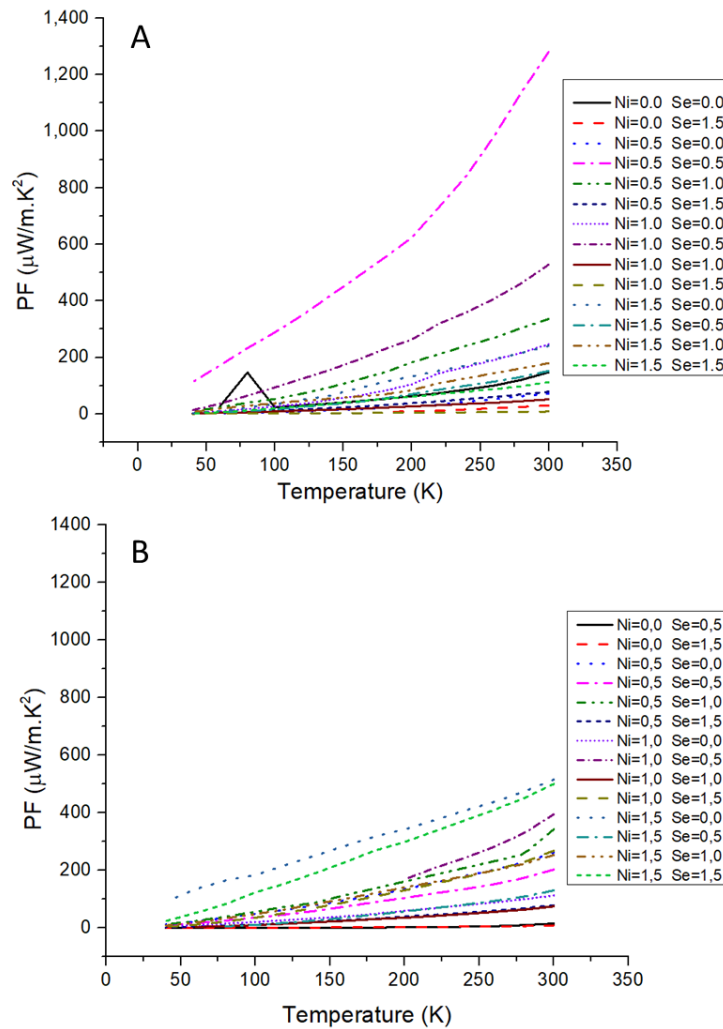 A
1,400
1,200
1,000
800
600
400
200
0
PF (μW/m.K²)
0 50 100 150 200 250 300 350
Temperature (K)
Ni=0.0 Se=0.0
Ni=0.0 Se=1.5
Ni=0.5 Se=0.0
Ni=0.5 Se=0.5
Ni=0.5 Se=1.0
Ni=0.5 Se=1.5
Ni=1.0 Se=0.0
Ni=1.0 Se=0.5
Ni=1.0 Se=1.0
Ni=1.0 Se=1.5
Ni=1.5 Se=0.0
Ni=1.5 Se=0.5
Ni=1.5 Se=1.0
Ni=1.5 Se=1.5
B
1400
1200
1000
800
600
400
200
0
PF (μW/m.K²)
0 50 100 150 200 250 300 350
Temperature (K)
Ni=0,0 Se=0,5
Ni=0,0 Se=1,5
Ni=0,5 Se=0,0
Ni=0,5 Se=0,5
Ni=0,5 Se=1,0
Ni=0,5 Se=1,5
Ni=1,0 Se=0,0
Ni=1,0 Se=0,5
Ni=1,0 Se=1,0
Ni=1,0 Se=1,5
Ni=1,5 Se=0,0
Ni=1,5 Se=0,5
Ni=1,5 Se=1,0
Ni=1,5 Se=1,5